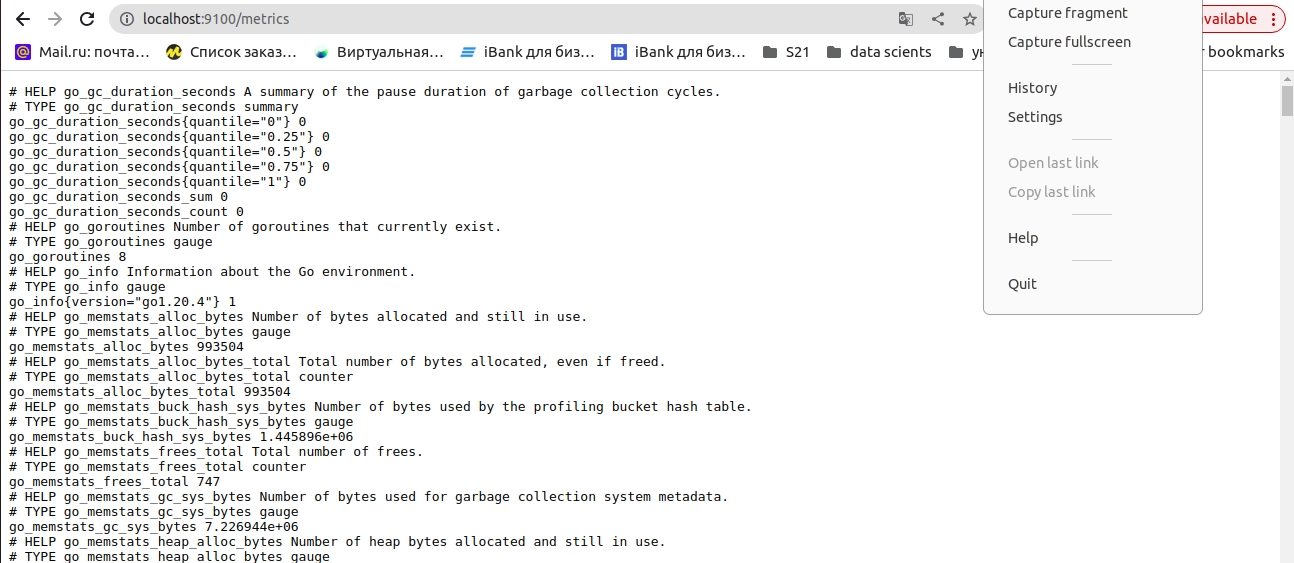 localhost:9100/metrics
vailable
Mail.ru: почта…
Список заказ…
Виртуальная…
iBank для биз…
IB
iBank для биз…
S21
data scients
bookmarks
Capture fragment
Capture fullscreen
History
Settings
Open last link
Copy last link
Help
Quit
# HELP go_gc_duration_seconds A summary of the pause duration of garbage collection cycles.
# TYPE go_gc_duration_seconds summary
go_gc_duration_seconds{quantile="0"} 0
go_gc_duration_seconds{quantile="0.25"} 0
go_gc_duration_seconds{quantile="0.5"} 0
go_gc_duration_seconds{quantile="0.75"} 0
go_gc_duration_seconds{quantile="1"} 0
go_gc_duration_seconds_sum 0
go_gc_duration_seconds_count 0
# HELP go_goroutines Number of goroutines that currently exist.
# TYPE go_goroutines gauge
go_goroutines 8
# HELP go_info Information about the Go environment.
# TYPE go_info gauge
go_info{version="go1.20.4"} 1
# HELP go_memstats_alloc_bytes Number of bytes allocated and still in use.
# TYPE go_memstats_alloc_bytes gauge
go_memstats_alloc_bytes 993504
# HELP go_memstats_alloc_bytes_total Total number of bytes allocated, even if freed.
# TYPE go_memstats_alloc_bytes_total counter
go_memstats_alloc_bytes_total 993504
# HELP go_memstats_buck_hash_sys_bytes Number of bytes used by the profiling bucket hash table.
# TYPE go_memstats_buck_hash_sys_bytes gauge
go_memstats_buck_hash_sys_bytes 1.445896e+06
# HELP go_memstats_frees_total Total number of frees.
# TYPE go_memstats_frees_total counter
go_memstats_frees_total 747
# HELP go_memstats_gc_sys_bytes Number of bytes used for garbage collection system metadata.
# TYPE go_memstats_gc_sys_bytes gauge
go_memstats_gc_sys_bytes 7.226944e+06
# HELP go_memstats_heap_alloc_bytes Number of heap bytes allocated and still in use.
# TYPE go_memstats_heap_alloc_bytes gauge